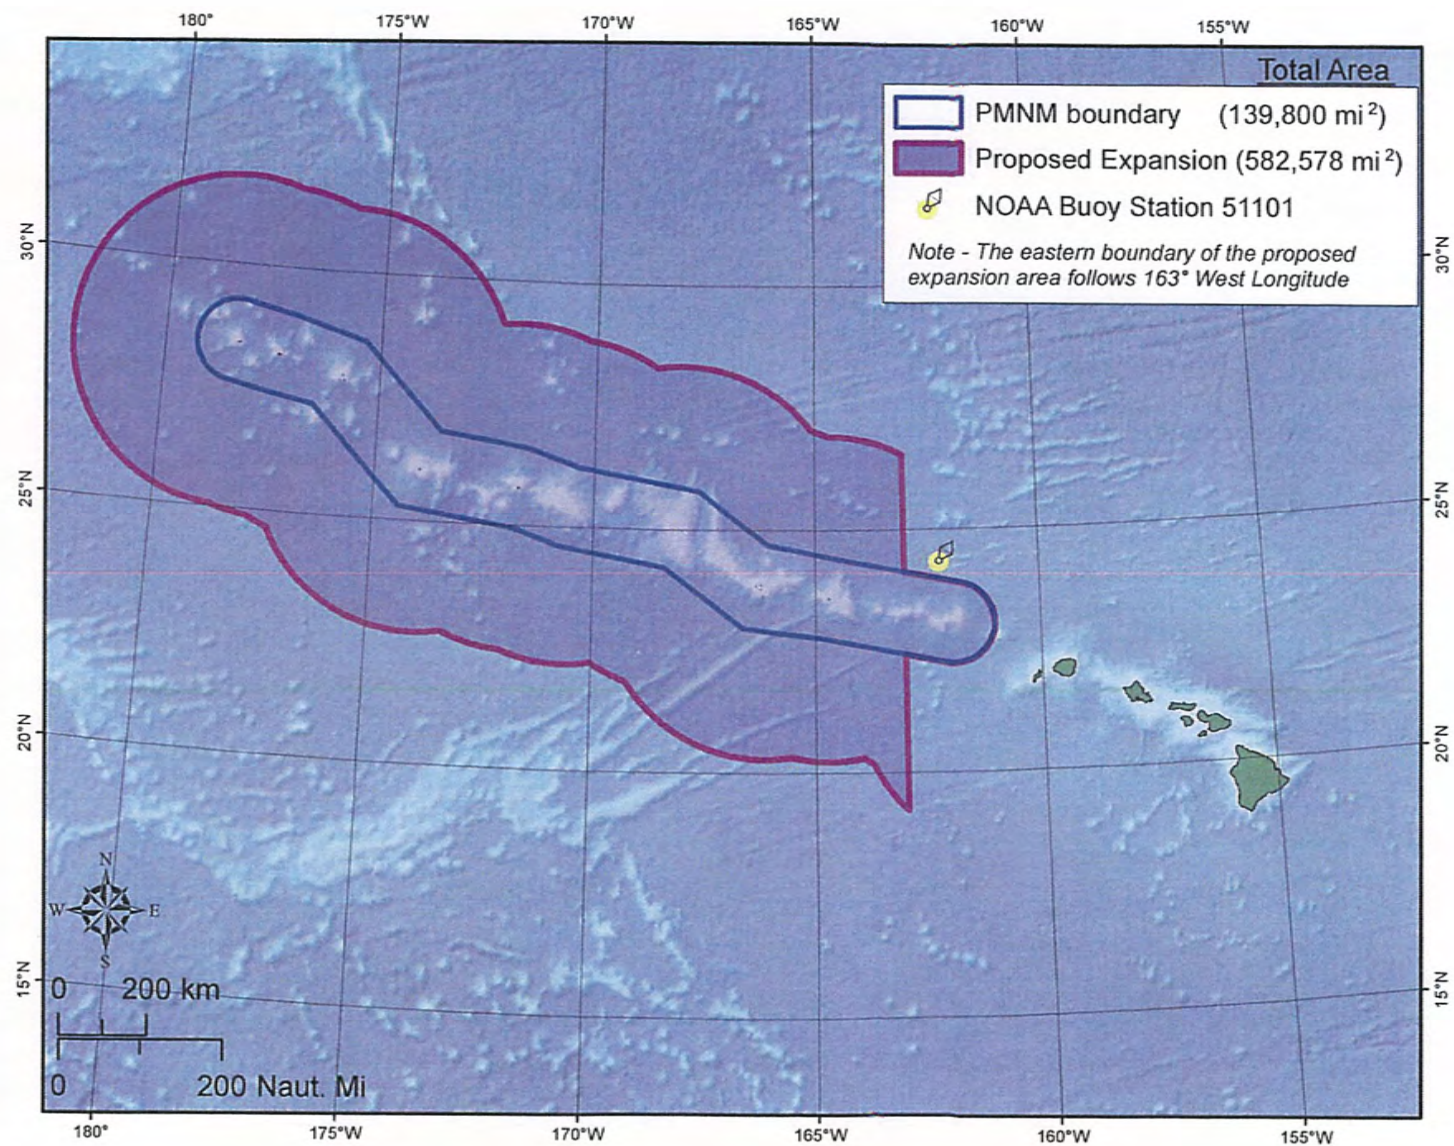 180° 175°W 170°W 165°W 160°W 155°W
Total Area
PMNM boundary (139,800 mi²)
Proposed Expansion (582,578 mi²)
NOAA Buoy Station 51101
Note - The eastern boundary of the proposed
expansion area follows 163° West Longitude
30°N 30°N
25°N 25°N
20°N 20°N
15°N 15°N
N
W E
S
0 200 km
0 200 Naut. Mi
180° 175°W 170°W 165°W 160°W 155°W